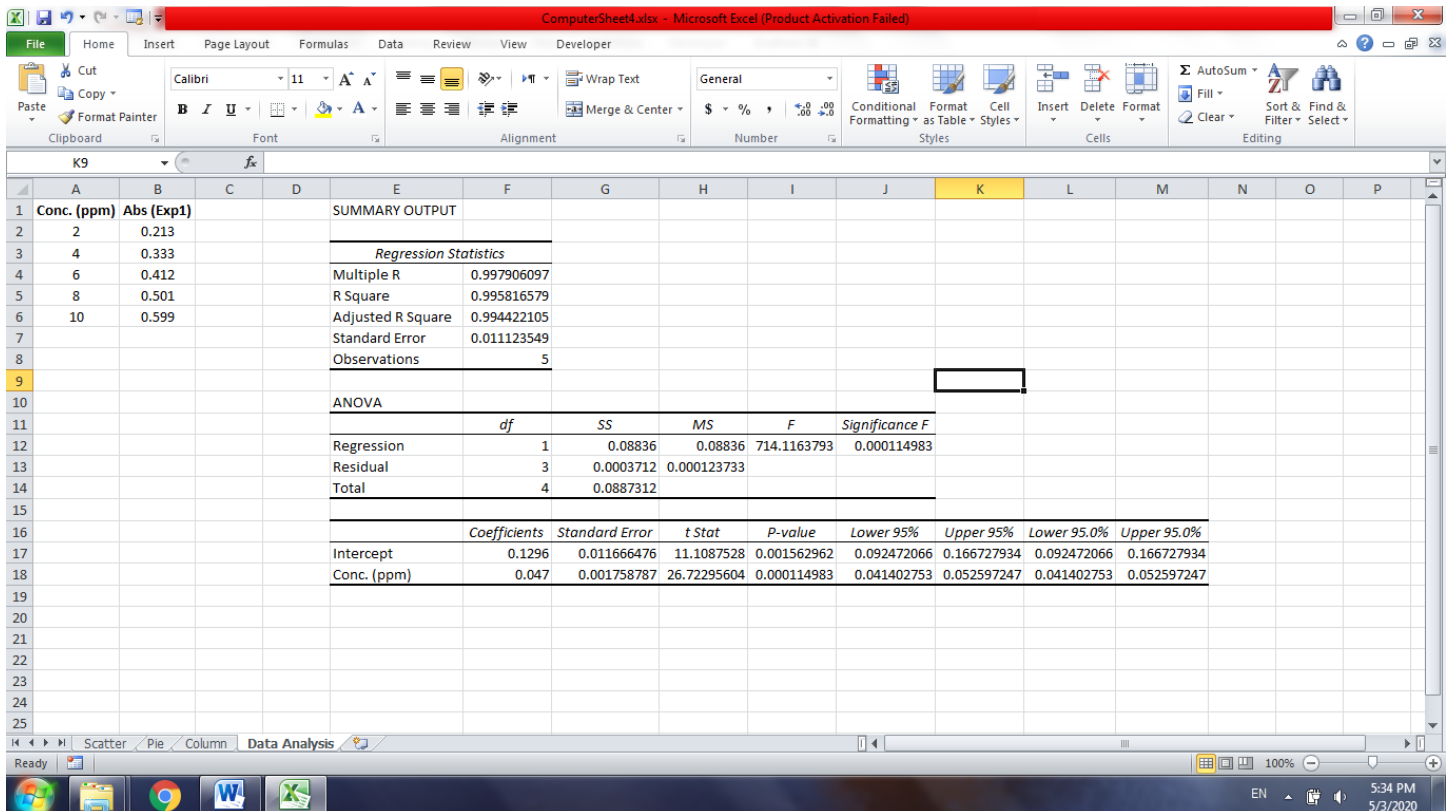 ComputerSheet4.xlsx - Microsoft Excel (Product Activation Failed)
File Home Insert Page Layout Formulas Data Review View Developer
Paste
Cut
Copy
Format Painter
Clipboard
Calibri 11
B I U
Font
Wrap Text
Merge & Center
Alignment
General
$ % ,
Number
Conditional Formatting
Format as Table
Cell Styles
Styles
Insert Delete Format
Cells
Σ AutoSum
Fill
Clear
Sort & Filter
Find & Select
Editing
K9 fx
A B C D E F G H I J K L M N O P
1 Conc. (ppm) Abs (Exp1) SUMMARY OUTPUT
2 2 0.213
3 4 0.333 Regression Statistics
4 6 0.412 Multiple R 0.997906097
5 8 0.501 R Square 0.995816579
6 10 0.599 Adjusted R Square 0.994422105
7 Standard Error 0.011123549
8 Observations 5
9
10 ANOVA
11 df SS MS F Significance F
12 Regression 1 0.08836 0.08836 714.1163793 0.000114983
13 Residual 3 0.0003712 0.000123733
14 Total 4 0.0887312
15
16 Coefficients Standard Error t Stat P-value Lower 95% Upper 95% Lower 95.0% Upper 95.0%
17 Intercept 0.1296 0.011666476 11.1087528 0.001562962 0.092472066 0.166727934 0.092472066 0.166727934
18 Conc. (ppm) 0.047 0.001758787 26.72295604 0.000114983 0.041402753 0.052597247 0.041402753 0.052597247
19
20
21
22
23
24
25
Scatter Pie Column Data Analysis
Ready 100%
EN 5:34 PM
5/3/2020